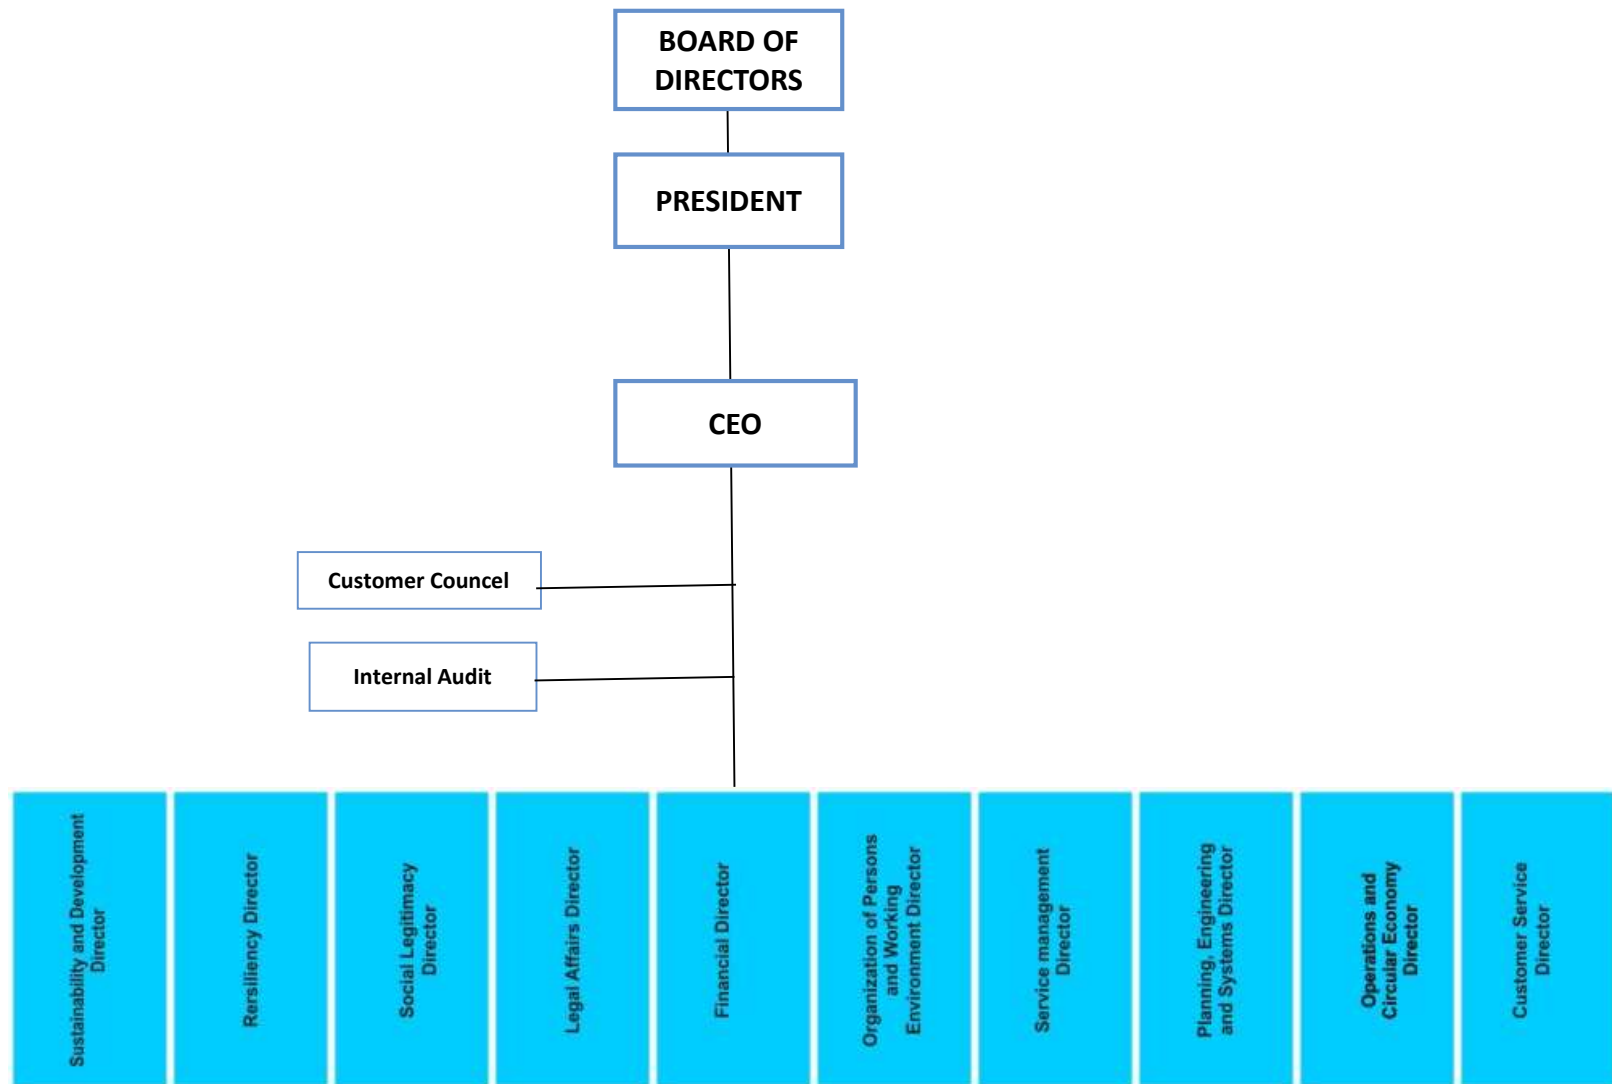 BOARD OF
DIRECTORS
PRESIDENT
CEO
Customer Councel
Internal Audit
Sustainability and Development
Director
Rersiliency Director
Social Legitimacy
Director
Legal Affairs Director
Financial Director
Organization of Persons
and Working
Environment Director
Service management
Director
Planning, Engineering
and Systems Director
Operations and
Circular Economy
Director
Customer Service
Director